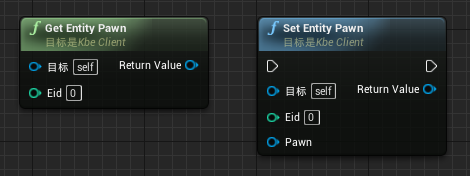 f Get Entity Pawn
目标是Kbe Client
目标 self Return Value
Eid 0
f Set Entity Pawn
目标是Kbe Client
目标 self Return Value
Eid 0
Pawn